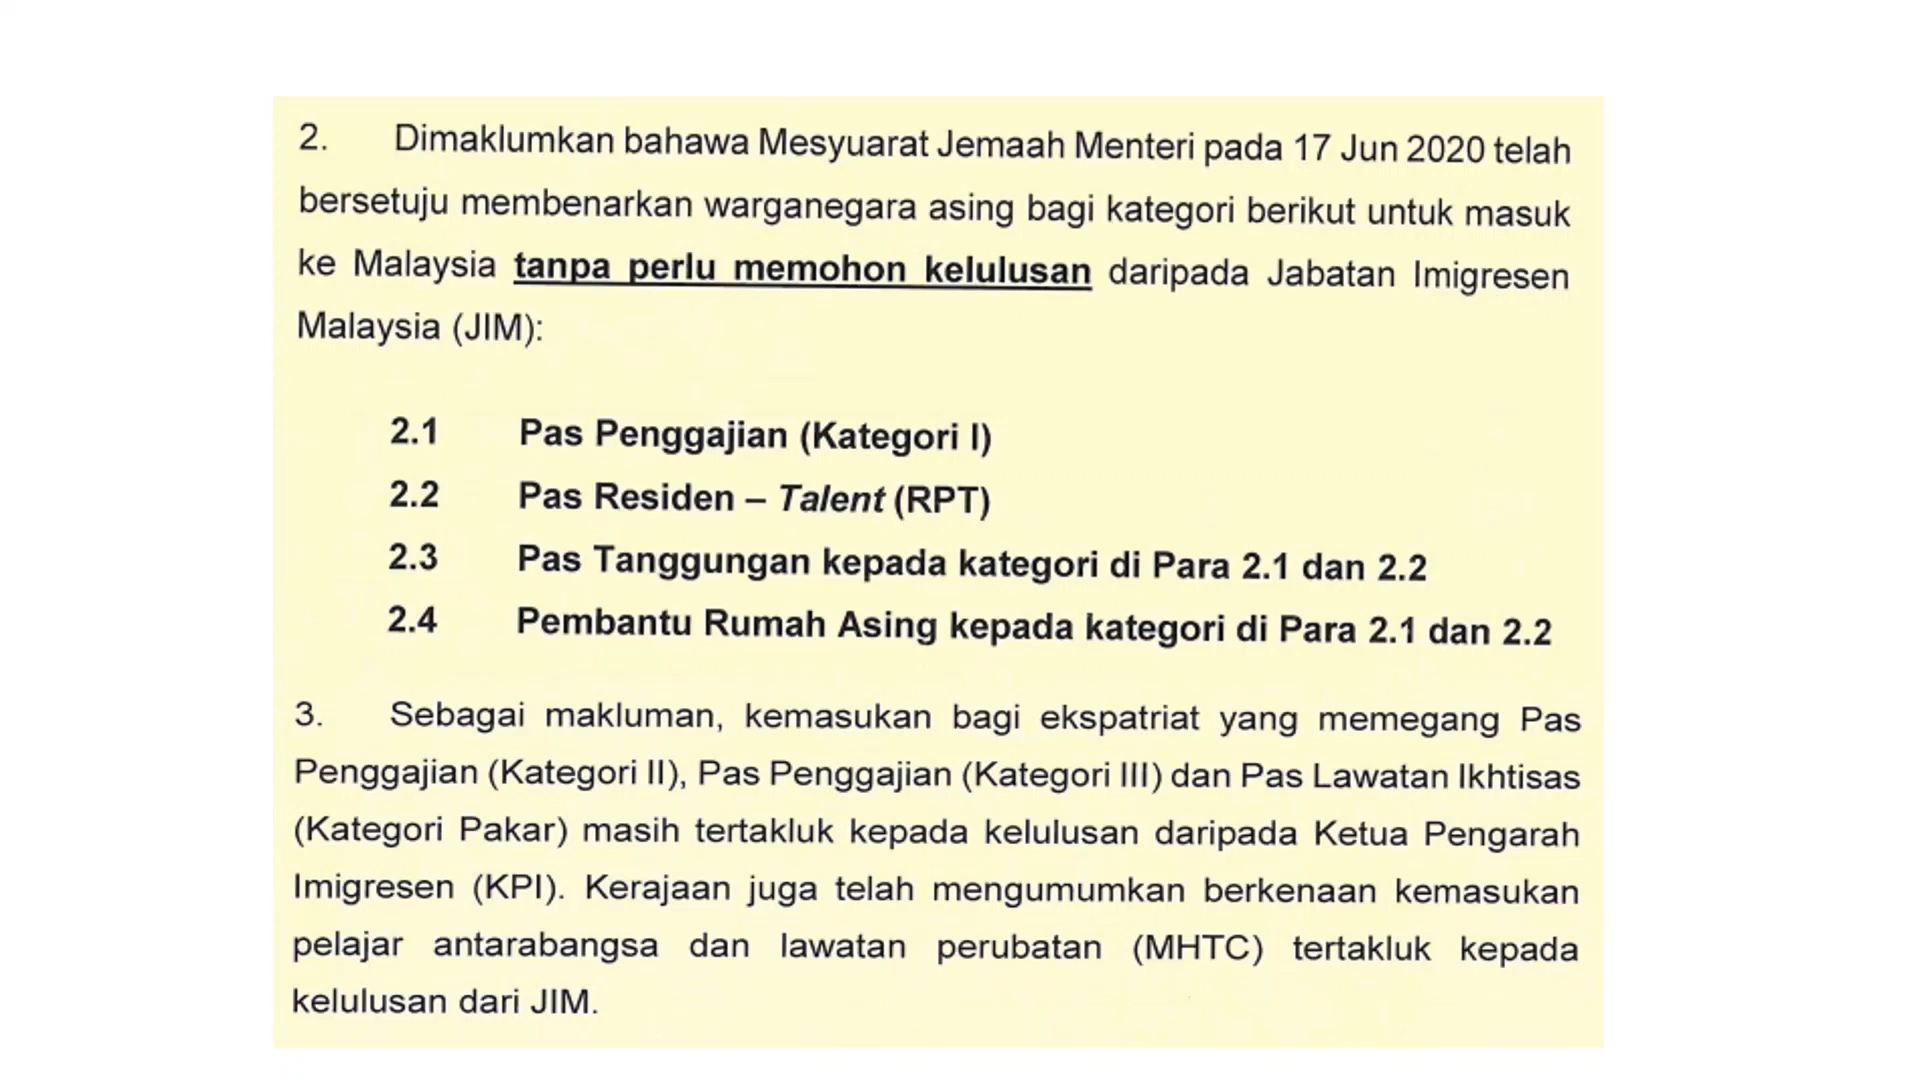 2. Dimaklumkan bahawa Mesyuarat Jemaah Menteri pada 17 Jun 2020 telah
bersetuju membenarkan warganegara asing bagi kategori berikut untuk masuk
ke Malaysia tanpa perlu memohon kelulusan daripada Jabatan Imigresen
Malaysia (JIM):
2.1 Pas Penggajian (Kategori I)
2.2 Pas Residen – Talent (RPT)
2.3 Pas Tanggungan kepada kategori di Para 2.1 dan 2.2
2.4 Pembantu Rumah Asing kepada kategori di Para 2.1 dan 2.2
3. Sebagai makluman, kemasukan bagi ekspatriat yang memegang Pas
Penggajian (Kategori II), Pas Penggajian (Kategori III) dan Pas Lawatan Ikhtisas
(Kategori Pakar) masih tertakluk kepada kelulusan daripada Ketua Pengarah
Imigresen (KPI). Kerajaan juga telah mengumumkan berkenaan kemasukan
pelajar antarabangsa dan lawatan perubatan (MHTC) tertakluk kepada
kelulusan dari JIM.